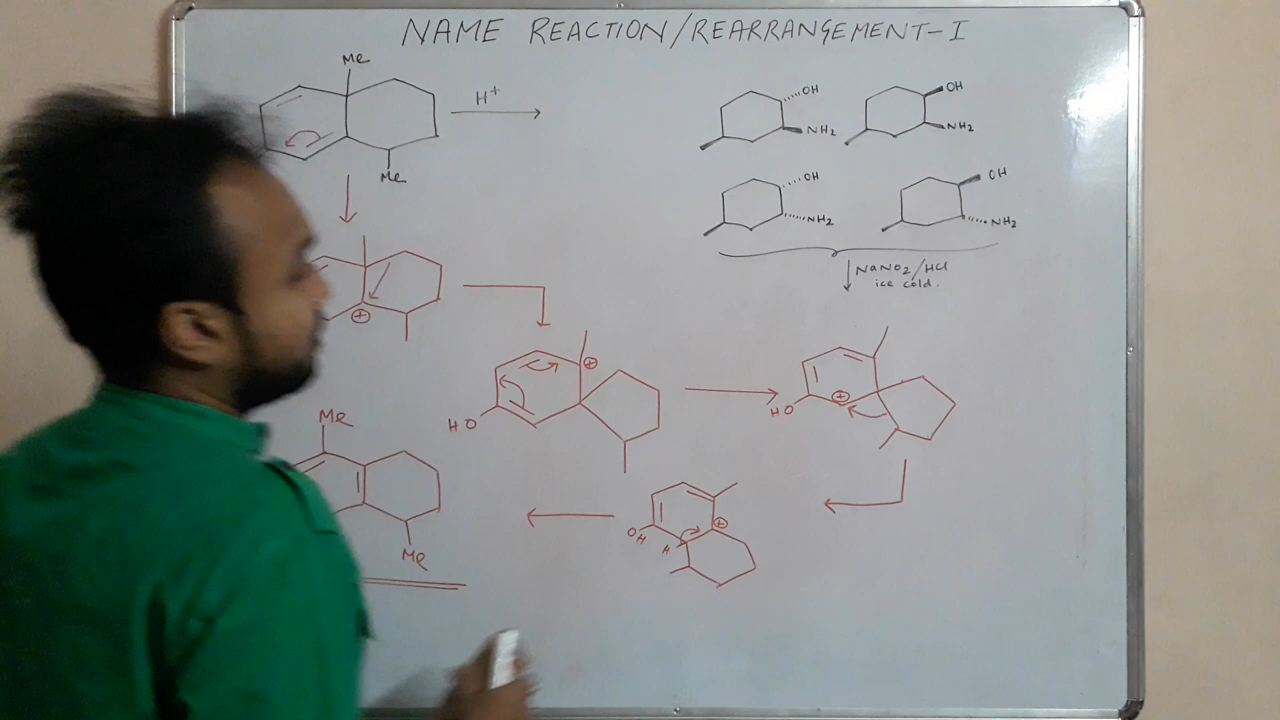 NAME REACTION/REARRANGEMENT-I
Me
H+
Me
OH
NH2
OH
NH2
OH
NH2
OH
NH2
NaNO2/HCl
ice cold.
⊕
⊕
HO
⊕
HO
Me
Me
⊕
OH
H